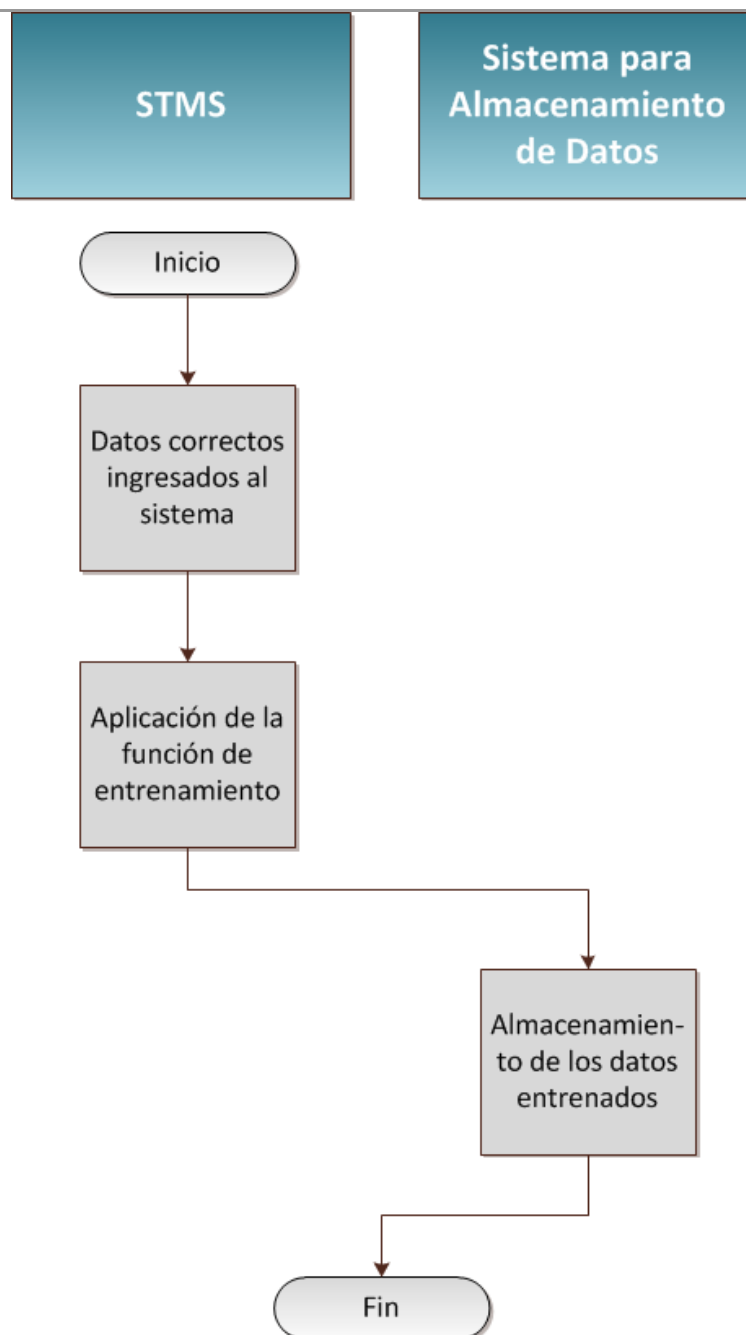 STMS
Sistema para
Almacenamiento
de Datos
Inicio
Datos correctos
ingresados al
sistema
Aplicación de la
función de
entrenamiento
Almacenamien-
to de los datos
entrenados
Fin